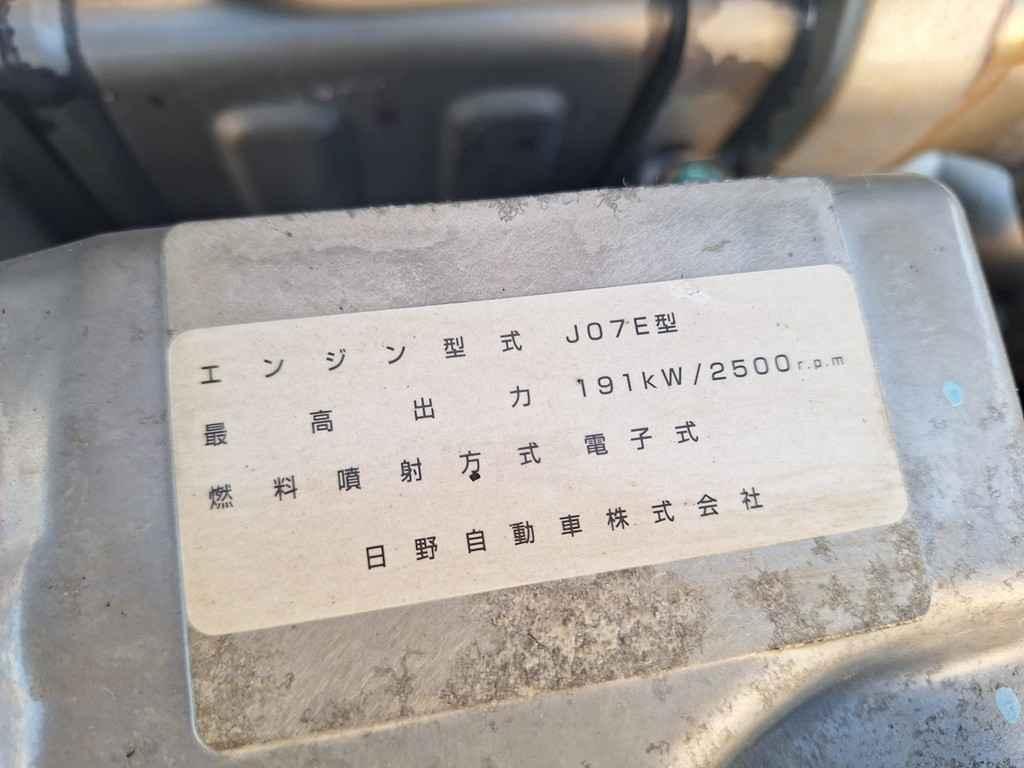 エンジン型式 J07E型
最高出力 191kW/2500r.p.m
燃料噴射方式 電子式
日野自動車株式会社